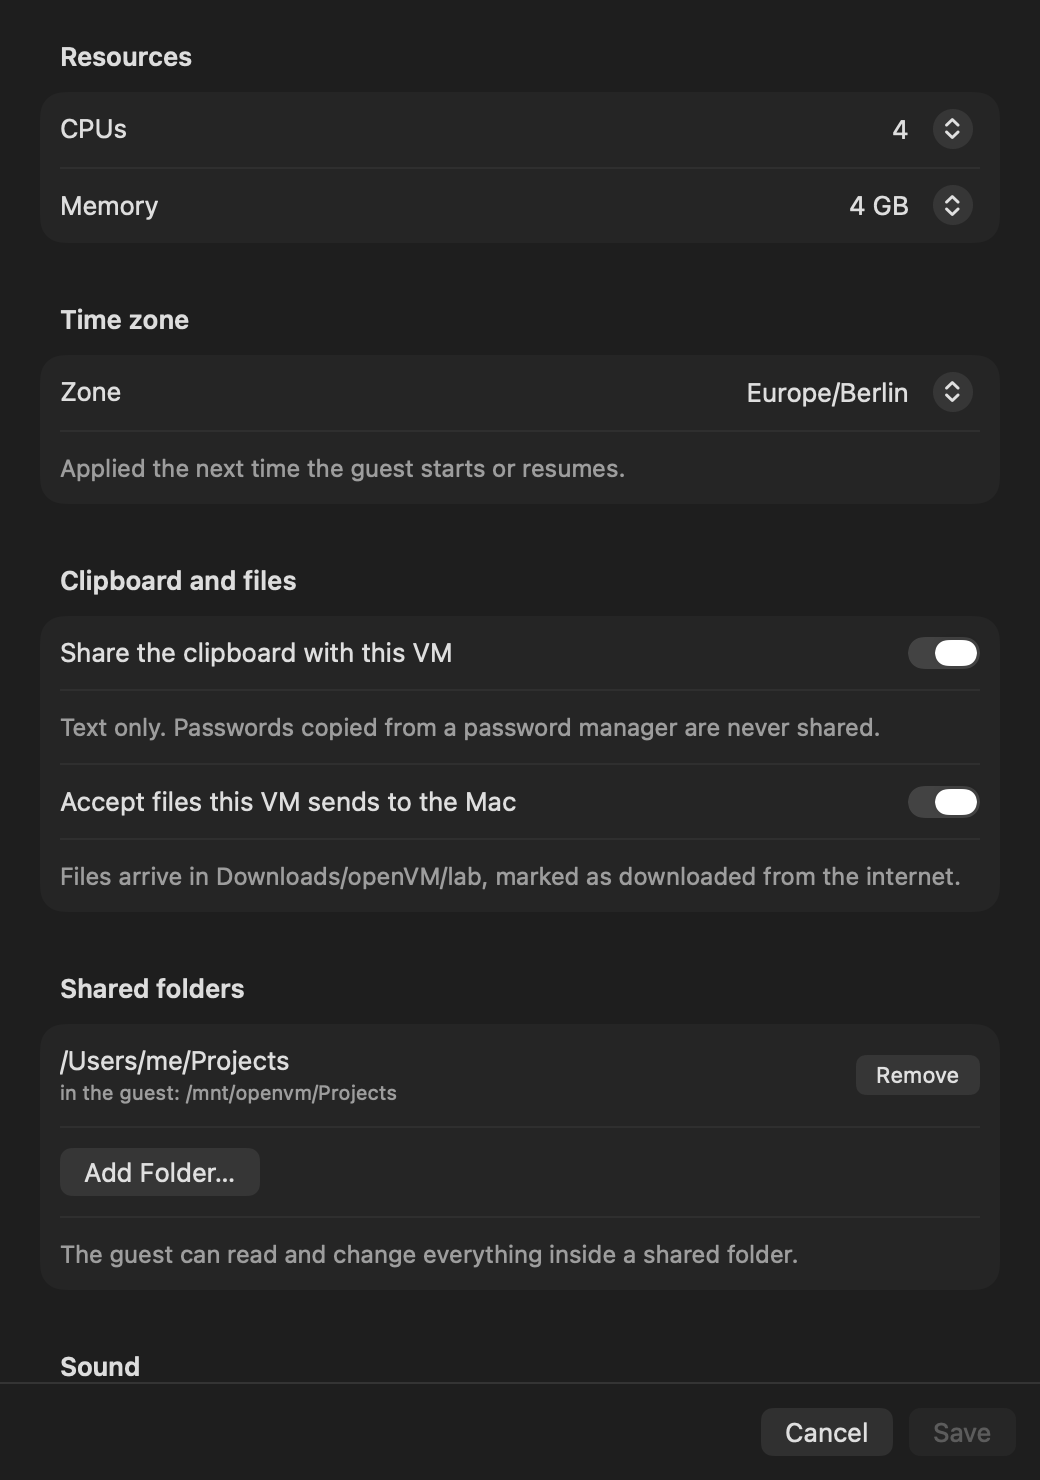 Resources
CPUs 4
Memory 4 GB
Time zone
Zone Europe/Berlin
Applied the next time the guest starts or resumes.
Clipboard and files
Share the clipboard with this VM
Text only. Passwords copied from a password manager are never shared.
Accept files this VM sends to the Mac
Files arrive in Downloads/openVM/lab, marked as downloaded from the internet.
Shared folders
/Users/me/Projects
in the guest: /mnt/openvm/Projects
Remove
Add Folder...
The guest can read and change everything inside a shared folder.
Sound
Cancel Save